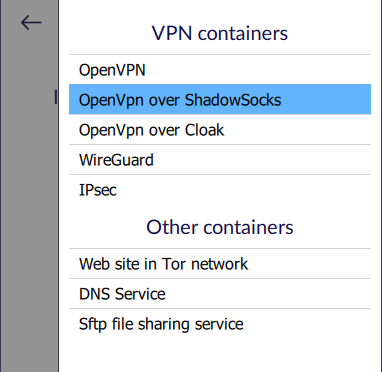 VPN containers
OpenVPN
OpenVpn over ShadowSocks
OpenVpn over Cloak
WireGuard
IPsec
Other containers
Web site in Tor network
DNS Service
Sftp file sharing service